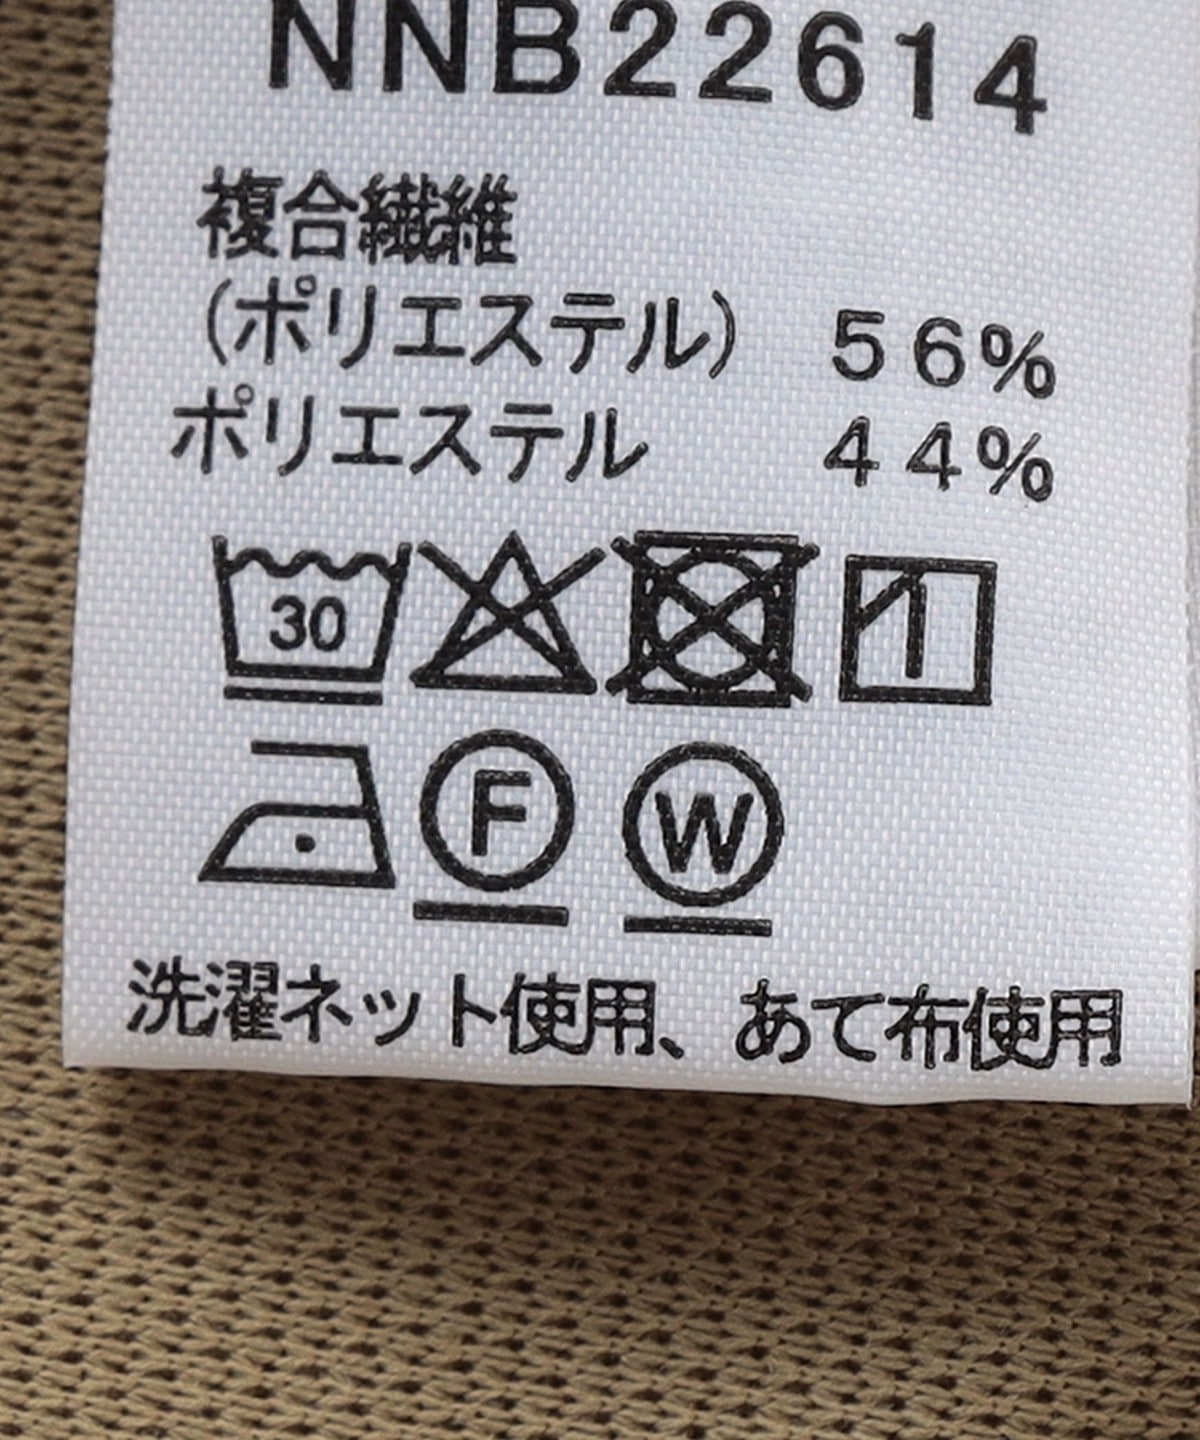 NNB22614
複合繊維
(ポリエステル) 56%
ポリエステル 44%
30
F W
洗濯ネット使用、あて布使用